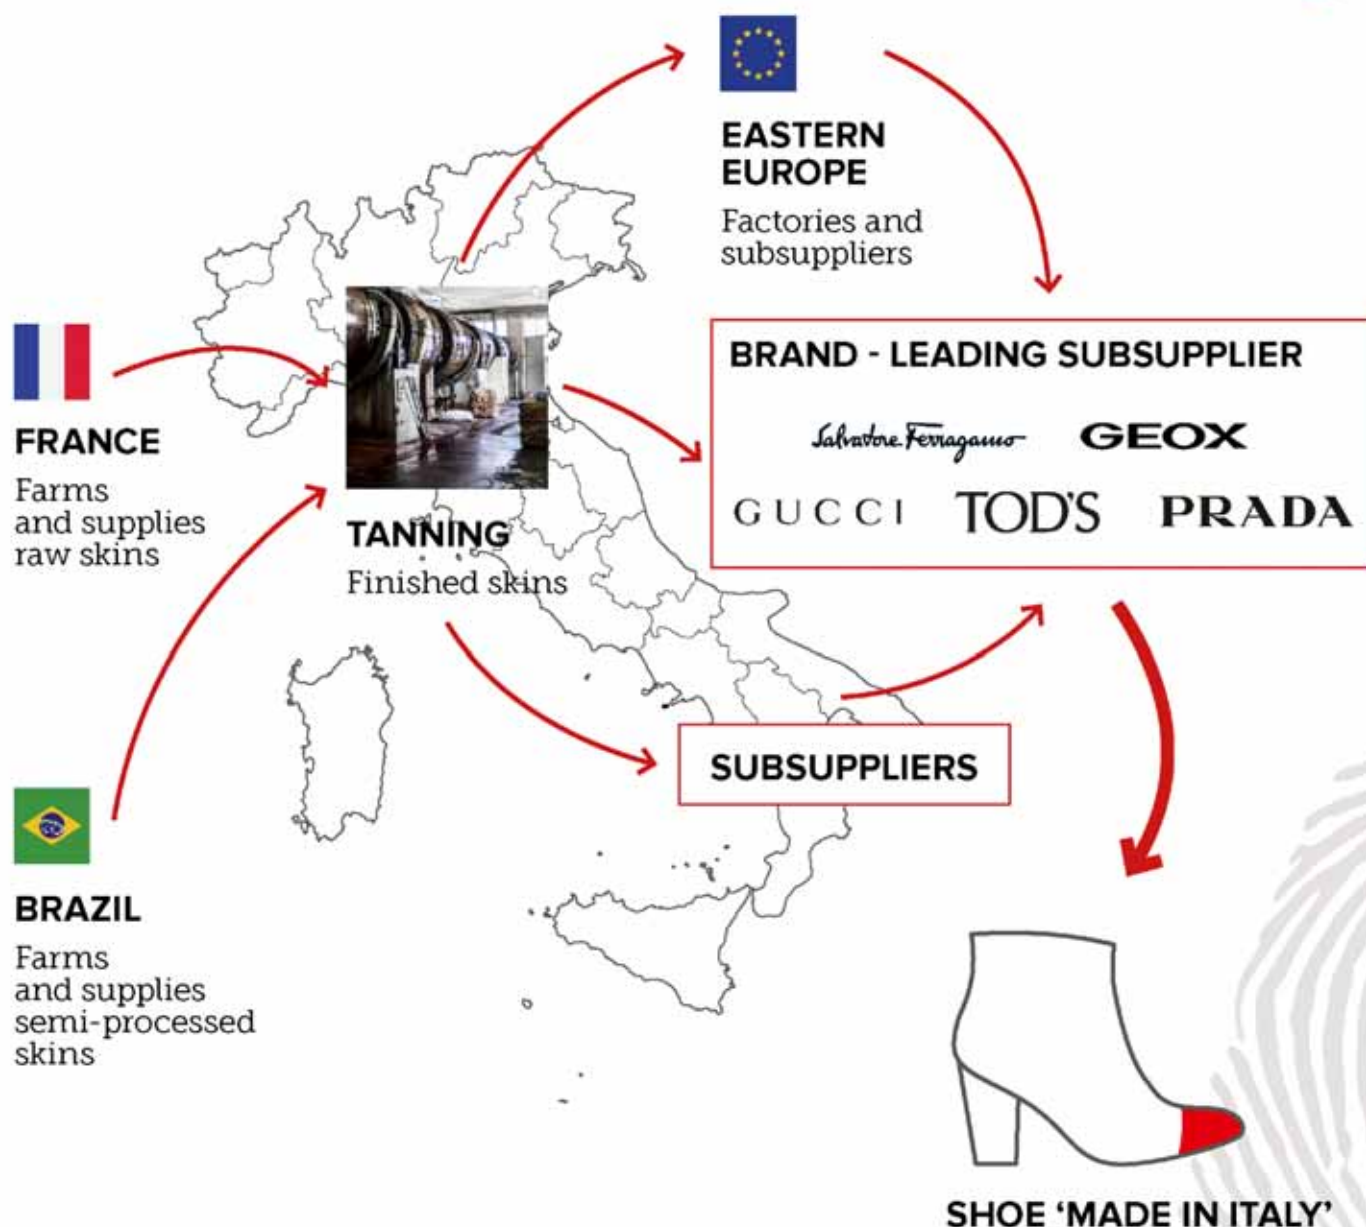 EASTERN
EUROPE
Factories and
subsuppliers
FRANCE
Farms
and supplies
raw skins
TANNING
Finished skins
BRAND - LEADING SUBSUPPLIER
Salvatore Ferragamo
GEOX
GUCCI
TOD'S
PRADA
SUBSUPPLIERS
BRAZIL
Farms
and supplies
semi-processed
skins
SHOE ‘MADE IN ITALY’